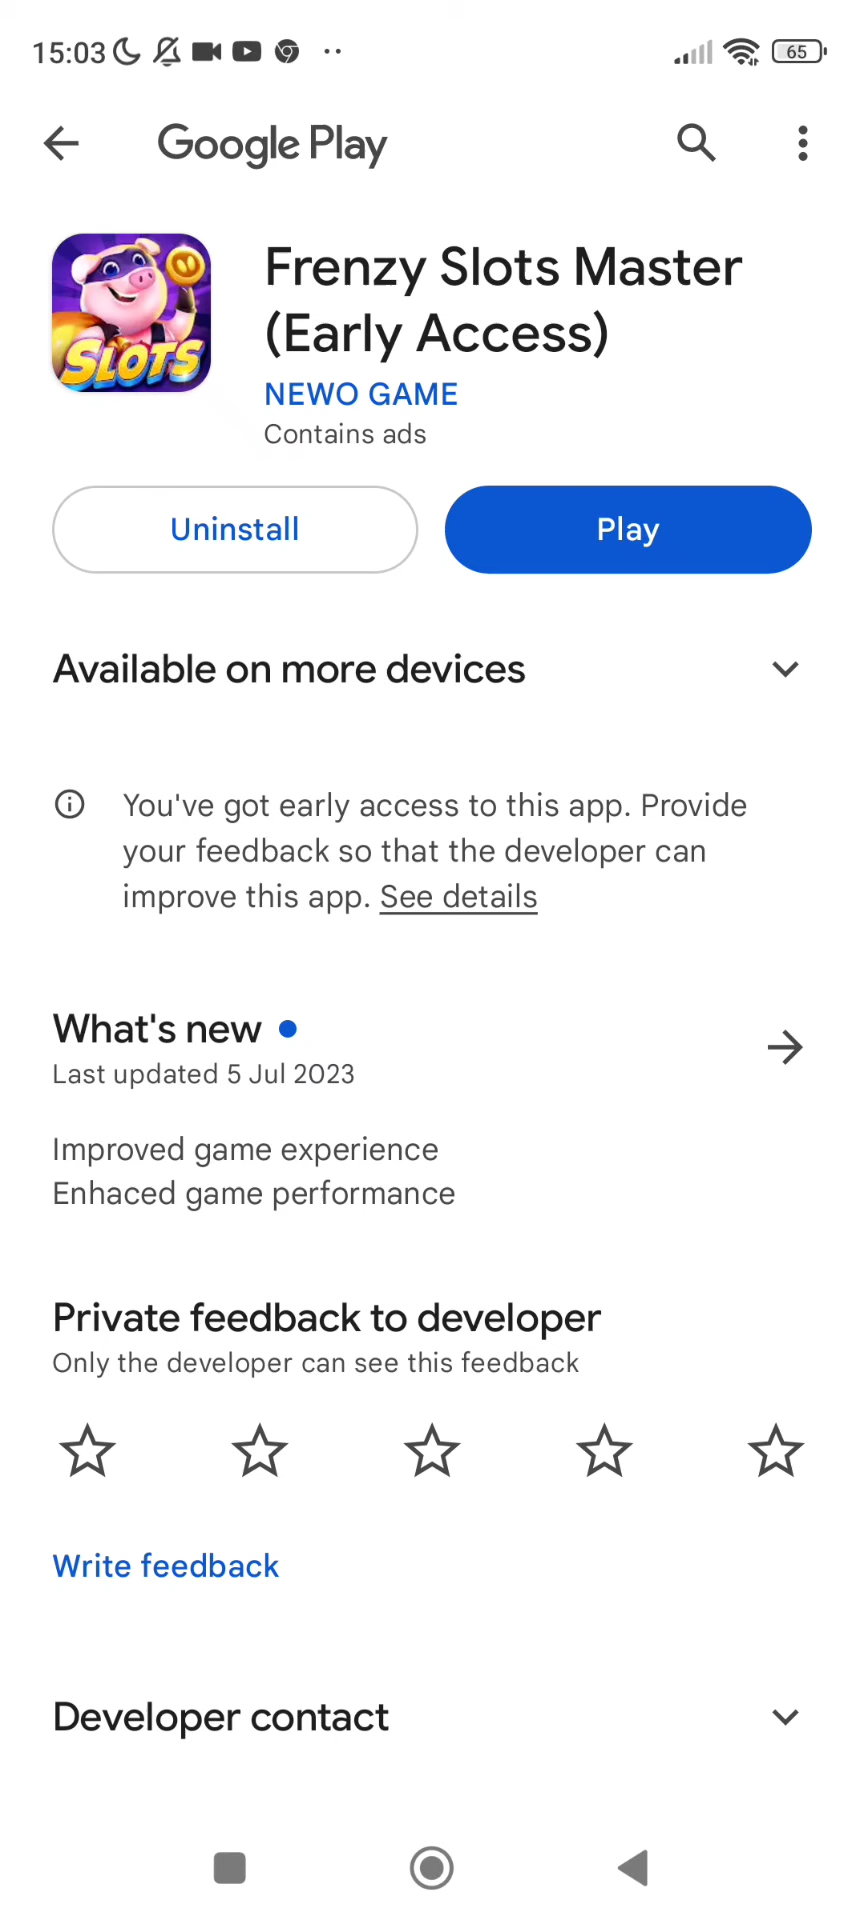 15:03
65
Google Play
SLOTS
Frenzy Slots Master
(Early Access)
NEWO GAME
Contains ads
Uninstall
Play
Available on more devices
You've got early access to this app. Provide
your feedback so that the developer can
improve this app. See details
What's new
Last updated 5 Jul 2023
Improved game experience
Enhaced game performance
Private feedback to developer
Only the developer can see this feedback
Write feedback
Developer contact